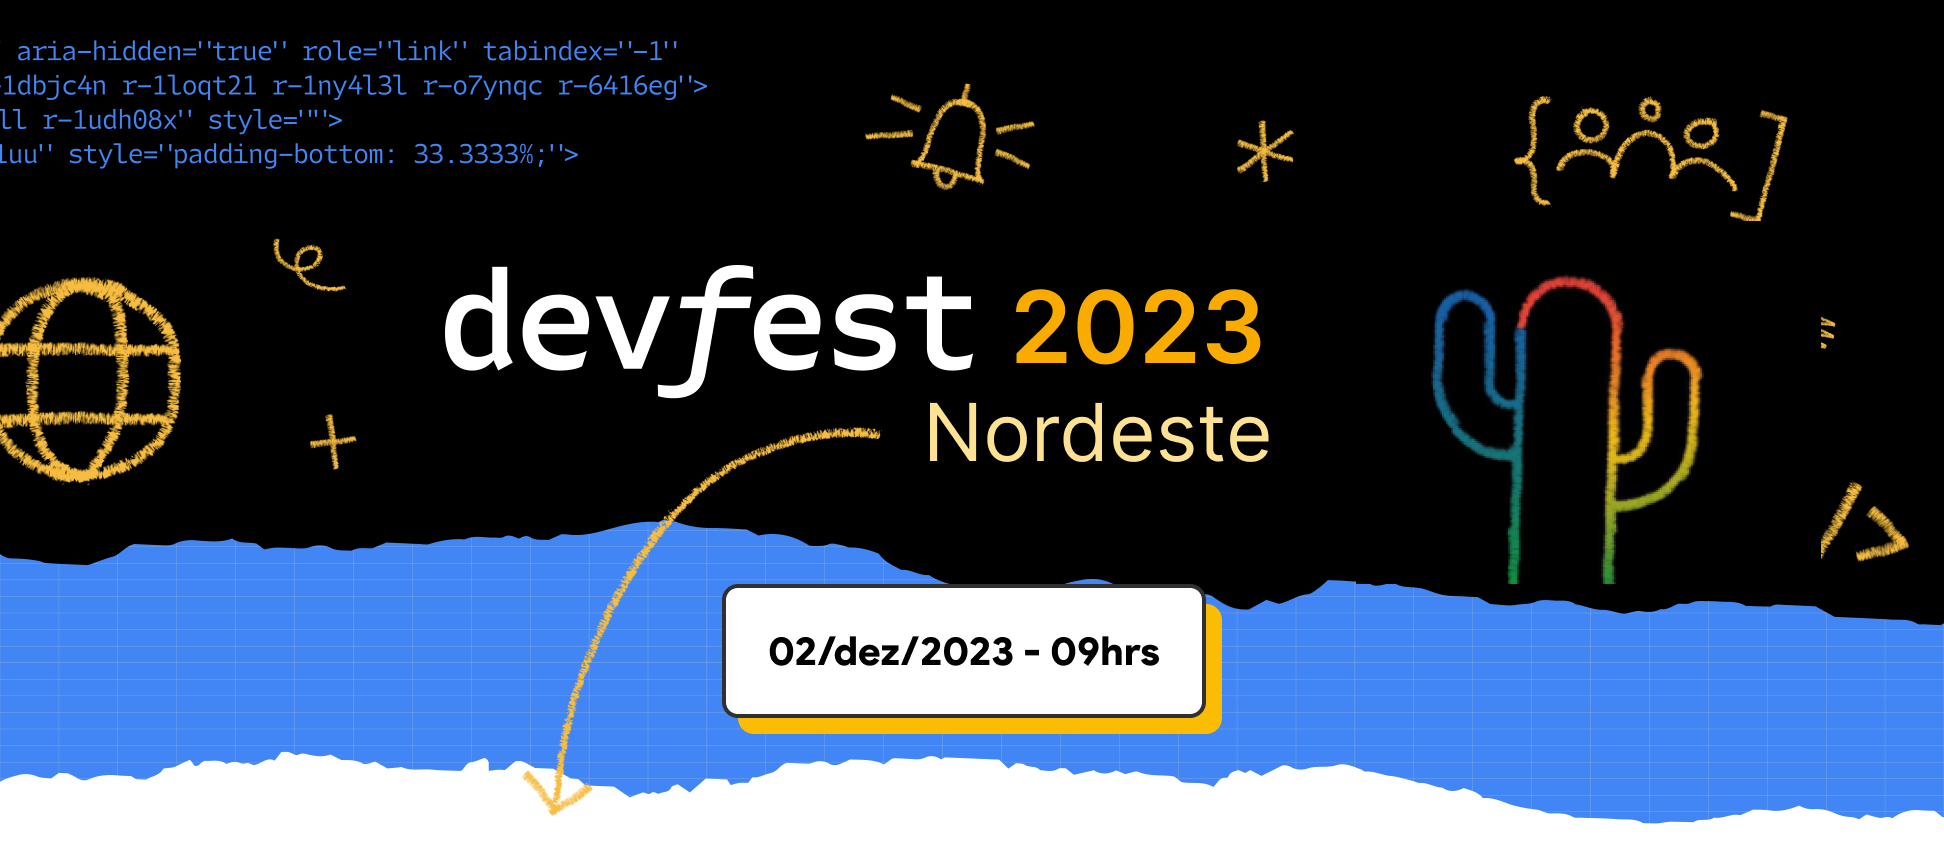 aria-hidden="true" role="link" tabindex="-1"
1dbjc4n r-1loqt21 r-1ny4l3l r-o7ynqc r-6416eg">
ll r-1udh08x" style="">
1uu" style="padding-bottom: 33.3333%;">
devfest 2023
Nordeste
/>
02/dez/2023 - 09hrs